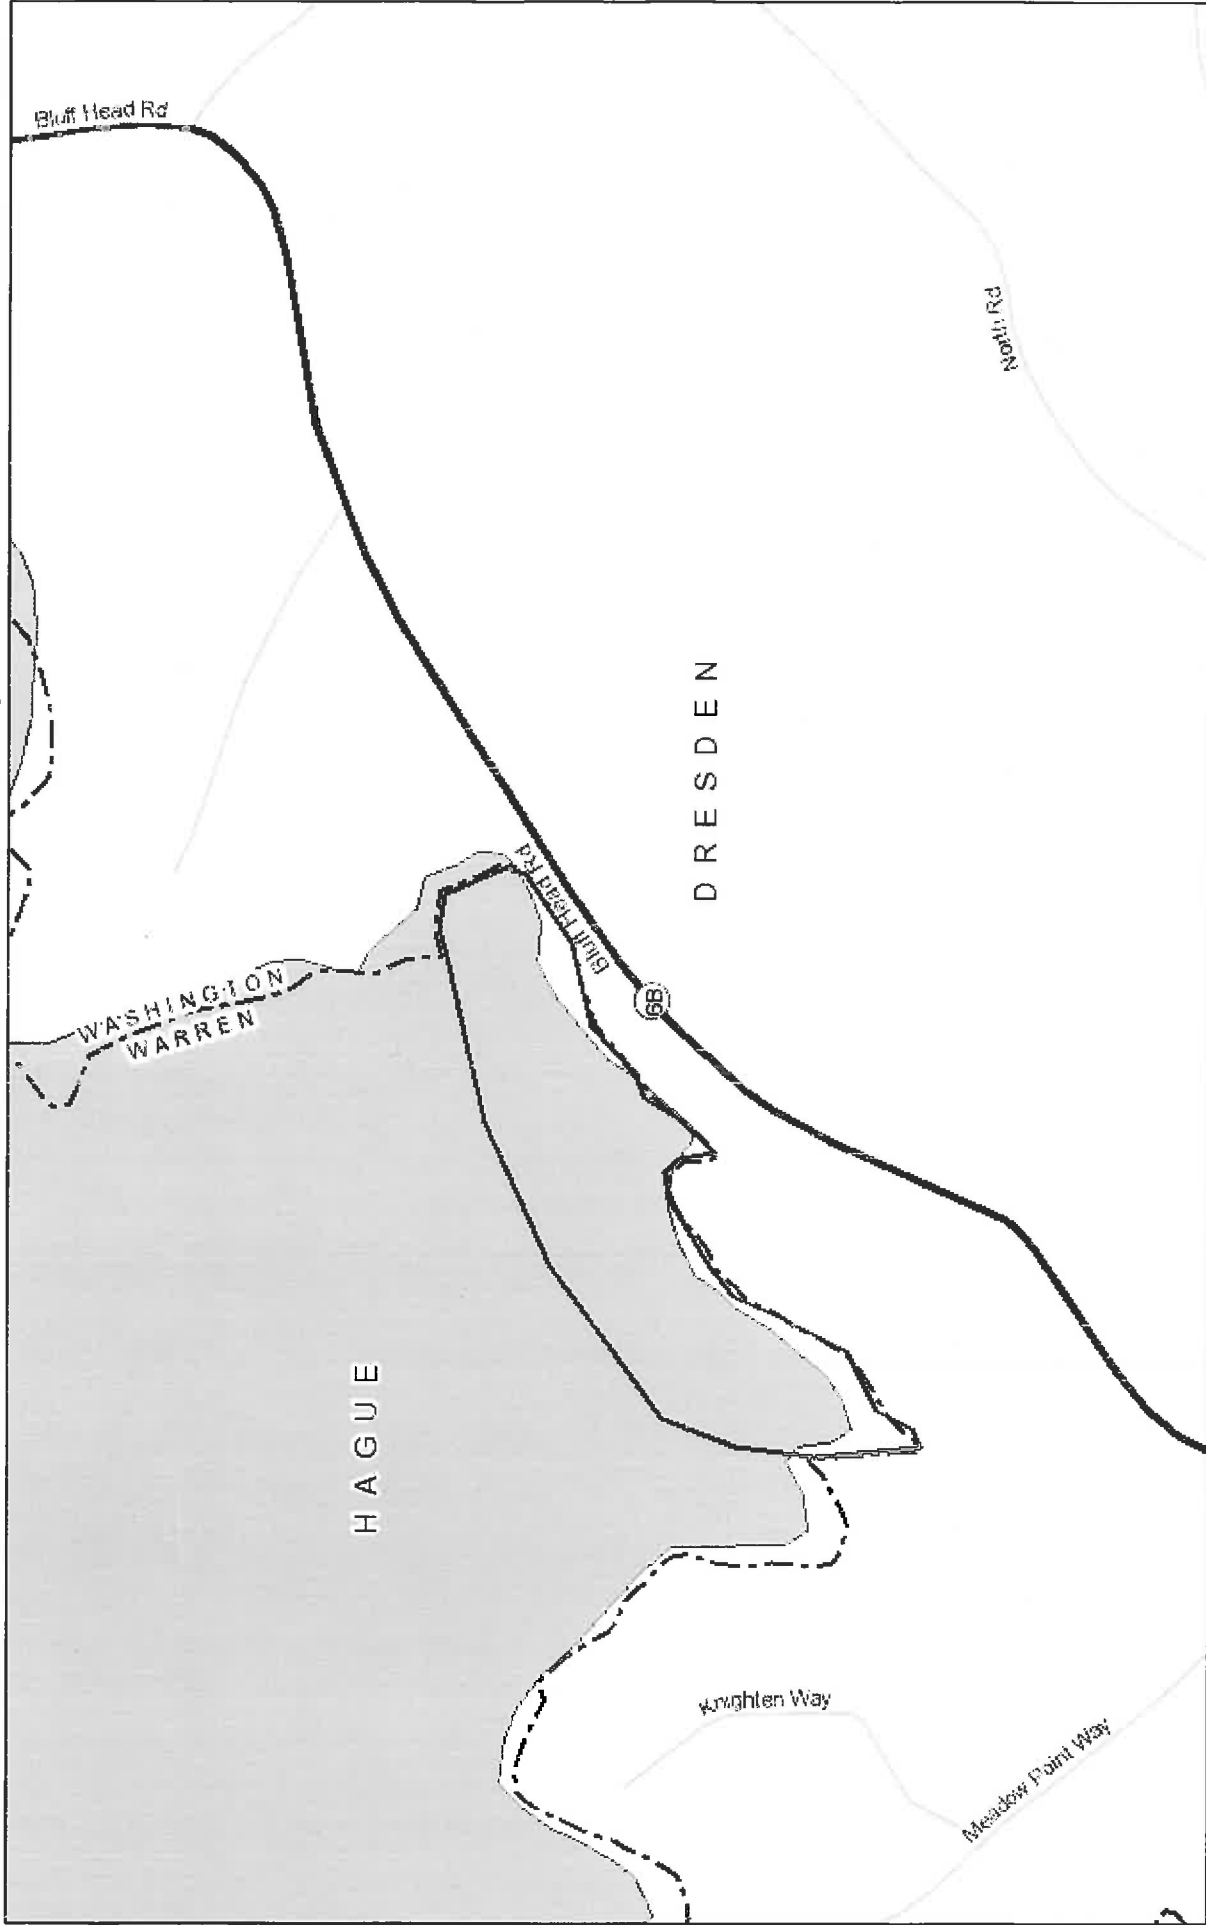 Bluff Head Rd
North Rd
DRESDEN
Bluff Head Rd
6B
WASHINGTON
WARREN
HAGUE
Knighten Way
Meadow Point Way